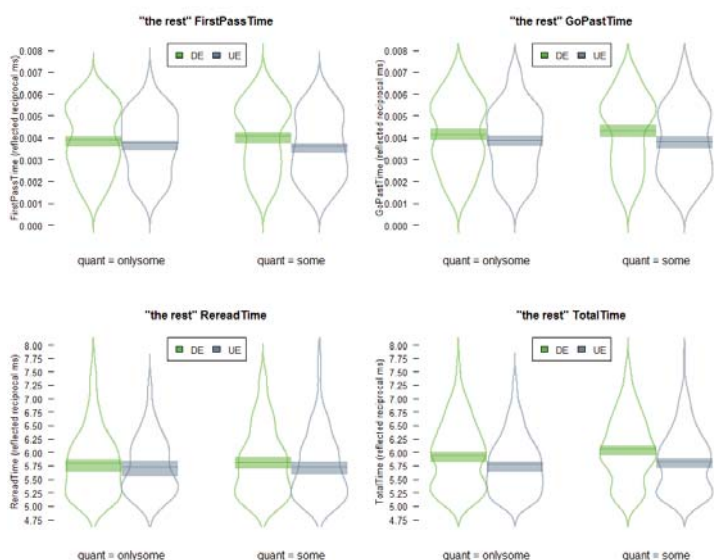 "the rest" FirstPassTime
DE UE
FirstPassTime (reflected reciprocal ms)
0.008
0.007
0.006
0.005
0.004
0.003
0.002
0.001
0.000
quant = onlysome quant = some
"the rest" GoPastTime
DE UE
GoPastTime (reflected reciprocal ms)
0.008
0.007
0.006
0.005
0.004
0.003
0.002
0.001
0.000
quant = onlysome quant = some
"the rest" RereadTime
DE UE
RereadTime (reflected reciprocal ms)
8.00
7.75
7.50
7.25
7.00
6.75
6.50
6.25
6.00
5.75
5.50
5.25
5.00
4.75
quant = onlysome quant = some
"the rest" TotalTime
DE UE
TotalTime (reflected reciprocal ms)
8.00
7.75
7.50
7.25
7.00
6.75
6.50
6.25
6.00
5.75
5.50
5.25
5.00
4.75
quant = onlysome quant = some